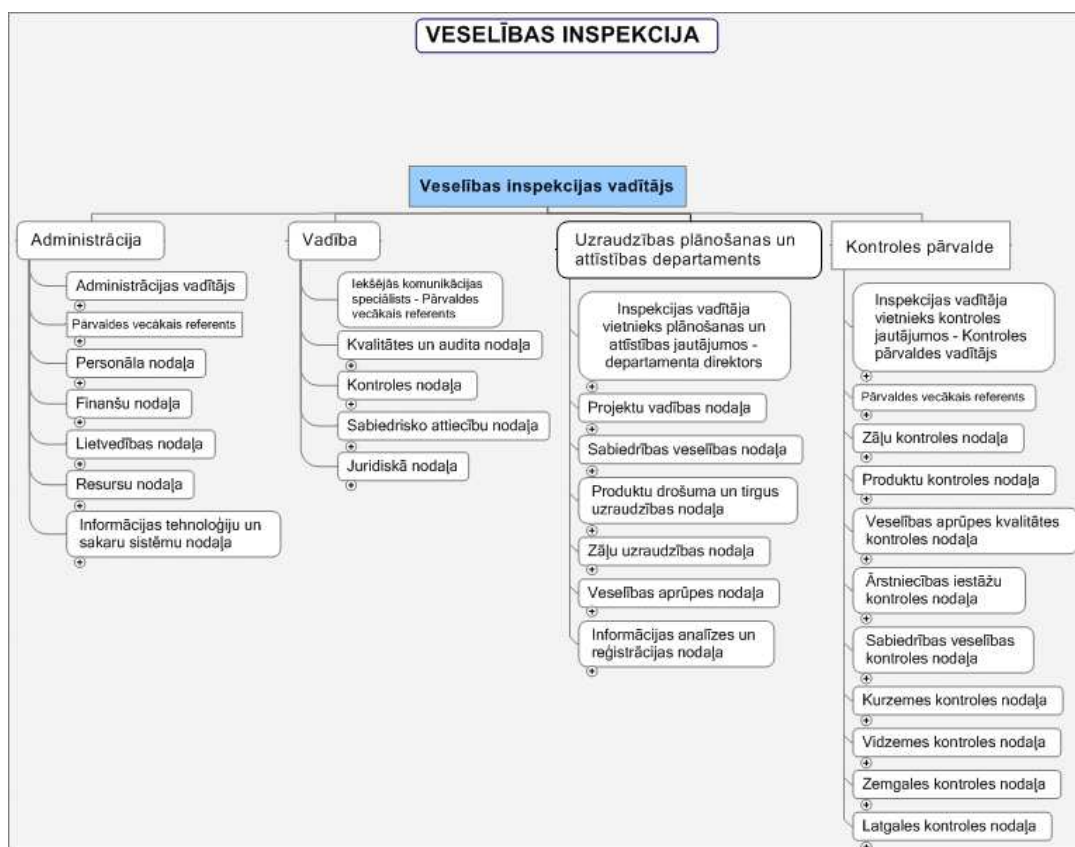 VESELĪBAS INSPEKCIJA
Veselības inspekcijas vadītājs
Administrācija
Administrācijas vadītājs
Pārvaldes vecākais referents
Personāla nodaļa
Finanšu nodaļa
Lietvedības nodaļa
Resursu nodaļa
Informācijas tehnoloģiju un
sakaru sistēmu nodaļa
Vadība
Iekšējās komunikācijas
speciālists - Pārvaldes
vecākais referents
Kvalitātes un audita nodaļa
Kontroles nodaļa
Sabiedrisko attiecību nodaļa
Juridiskā nodaļa
Uzraudzības plānošanas un
attīstības departaments
Inspekcijas vadītāja
vietnieks plānošanas un
attīstības jautājumos -
departamenta direktors
Projektu vadības nodaļa
Sabiedrības veselības nodaļa
Produktu drošuma un tirgus
uzraudzības nodaļa
Zāļu uzraudzības nodaļa
Veselības aprūpes nodaļa
Informācijas analīzes un
reģistrācijas nodaļa
Kontroles pārvalde
Inspekcijas vadītāja
vietnieks kontroles
jautājumos - Kontroles
pārvaldes vadītājs
Pārvaldes vecākais referents
Zāļu kontroles nodaļa
Produktu kontroles nodaļa
Veselības aprūpes kvalitātes
kontroles nodaļa
Ārstniecības iestāžu
kontroles nodaļa
Sabiedrības veselības
kontroles nodaļa
Kurzemes kontroles nodaļa
Vidzemes kontroles nodaļa
Zemgales kontroles nodaļa
Latgales kontroles nodaļa